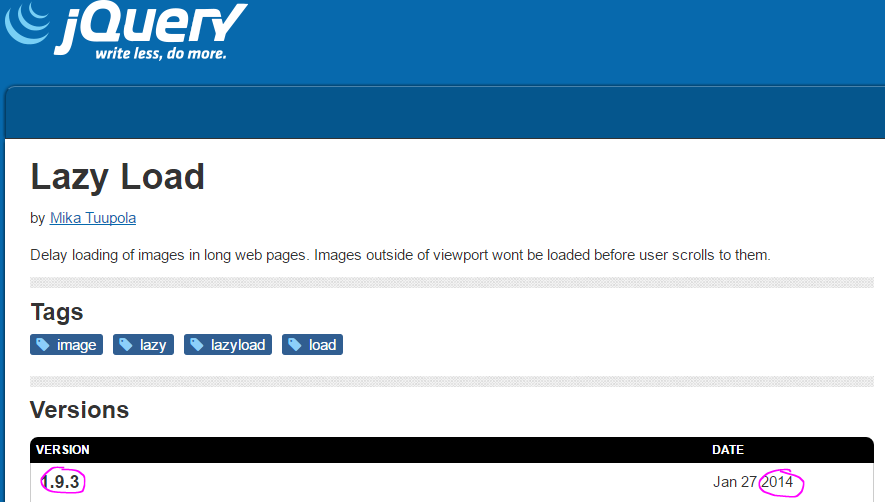 jQuery
write less, do more.
Lazy Load
by Mika Tuupola
Delay loading of images in long web pages. Images outside of viewport wont be loaded before user scrolls to them.
Tags
image lazy lazyload load
Versions
VERSION DATE
1.9.3 Jan 27 2014